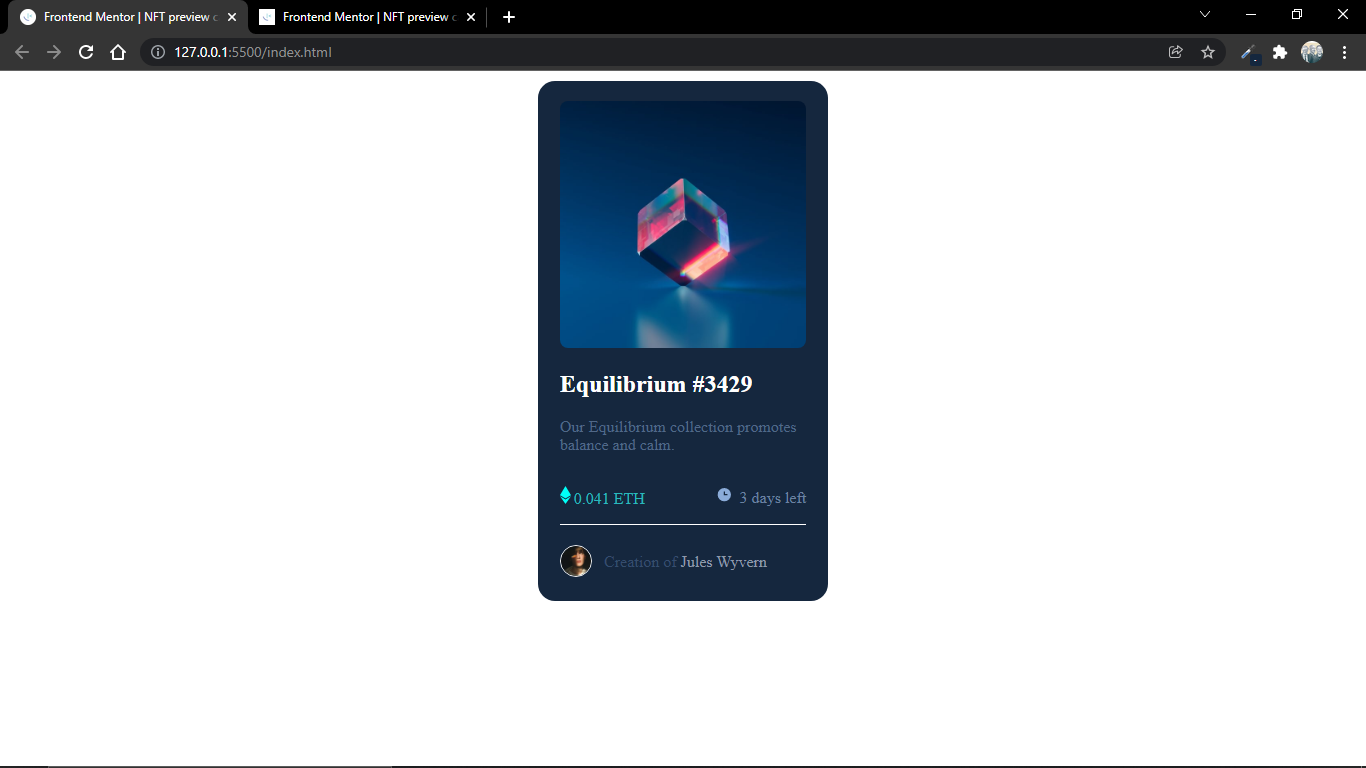 Frontend Mentor | NFT preview c
Frontend Mentor | NFT preview c
127.0.0.1:5500/index.html
Equilibrium #3429
Our Equilibrium collection promotes
balance and calm.
0.041 ETH
3 days left
Creation of Jules Wyvern